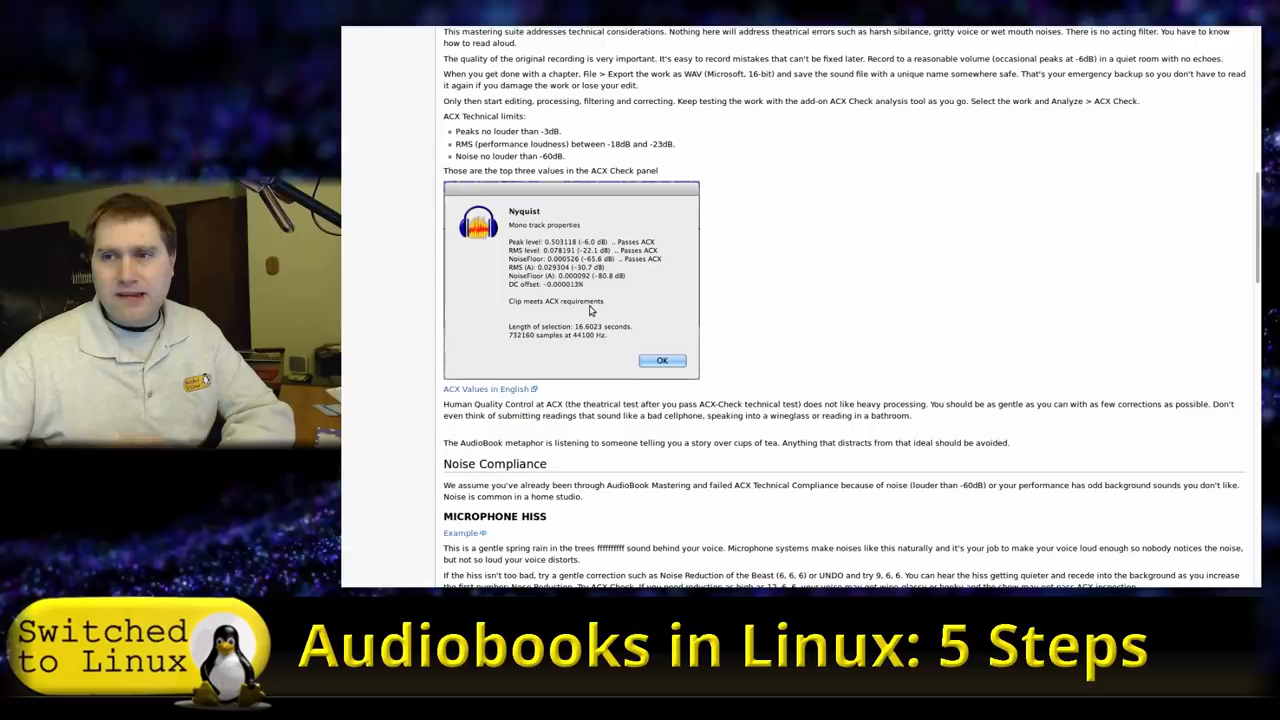 This mastering suite addresses technical considerations. Nothing here will address theatrical errors such as harsh sibilance, gritty voice or wet mouth noises. There is no acting filter. You have to know
how to read aloud.
The quality of the original recording is very important. It's easy to record mistakes that can't be fixed later. Record to a reasonable volume (occasional peaks at -6dB) in a quiet room with no echoes.
When you get done with a chapter, File > Export the work as WAV (Microsoft, 16-bit) and save the sound file with a unique name somewhere safe. That's your emergency backup so you don't have to read
it again if you damage the work or lose your edit.
Only then start editing, processing, filtering and correcting. Keep testing the work with the add-on ACX Check analysis tool as you go. Select the work and Analyze > ACX Check.
ACX Technical limits:
Peaks no louder than -3dB.
RMS (performance loudness) between -18dB and -23dB.
Noise no louder than -60dB.
Those are the top three values in the ACX Check panel
Nyquist
Mono track properties
Peak level: 0.503118 (-6.0 dB) .. Passes ACX
RMS level: 0.078191 (-22.1 dB) .. Passes ACX
NoiseFloor: 0.000526 (-65.6 dB) .. Passes ACX
RMS (A): 0.029304 (-30.7 dB)
NoiseFloor (A): 0.000092 (-80.8 dB)
DC offset: -0.000013%
Clip meets ACX requirements
Length of selection: 16.6023 seconds.
732160 samples at 44100 Hz.
OK
ACX Values in English
Human Quality Control at ACX (the theatrical test after you pass ACX-Check technical test) does not like heavy processing. You should be as gentle as you can with as few corrections as possible. Don't
even think of submitting readings that sound like a bad cellphone, speaking into a wineglass or reading in a bathroom.
The AudioBook metaphor is listening to someone telling you a story over cups of tea. Anything that distracts from that ideal should be avoided.
Noise Compliance
We assume you've already been through AudioBook Mastering and failed ACX Technical Compliance because of noise (louder than -60dB) or your performance has odd background sounds you don't like.
Noise is common in a home studio.
MICROPHONE HISS
Example
This is a gentle spring rain in the trees ffffffffff sound behind your voice. Microphone systems make noises like this naturally and it's your job to make your voice loud enough so nobody notices the noise,
but not so loud your voice distorts.
If the hiss isn't too bad, try a gentle correction such as Noise Reduction of the Beast (6, 6, 6) or UNDO and try 9, 6, 6. You can hear the hiss getting quieter and recede into the background as you increase
Switched
to Linux
Audiobooks in Linux: 5 Steps